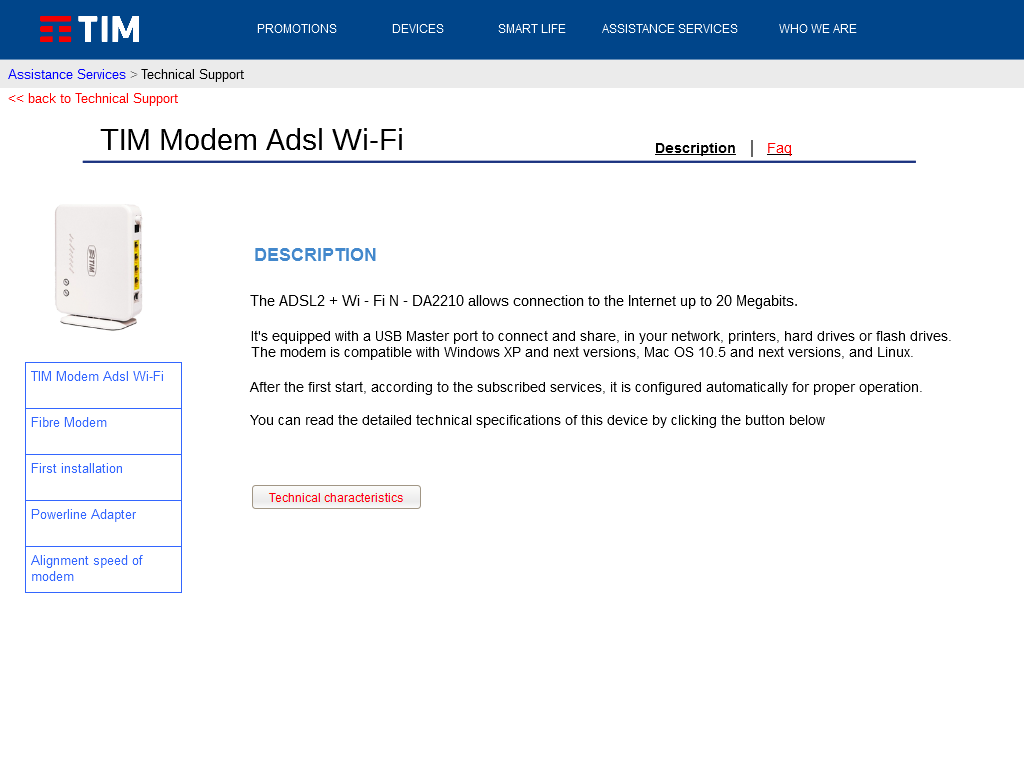 TIM
PROMOTIONS DEVICES SMART LIFE ASSISTANCE SERVICES WHO WE ARE
Assistance Services > Technical Support
<< back to Technical Support
TIM Modem Adsl Wi-Fi
Description | Faq
TIM
DESCRIPTION
The ADSL2 + Wi - Fi N - DA2210 allows connection to the Internet up to 20 Megabits.
It's equipped with a USB Master port to connect and share, in your network, printers, hard drives or flash drives.
The modem is compatible with Windows XP and next versions, Mac OS 10.5 and next versions, and Linux.
After the first start, according to the subscribed services, it is configured automatically for proper operation.
You can read the detailed technical specifications of this device by clicking the button below
Technical characteristics
TIM Modem Adsl Wi-Fi
Fibre Modem
First installation
Powerline Adapter
Alignment speed of
modem